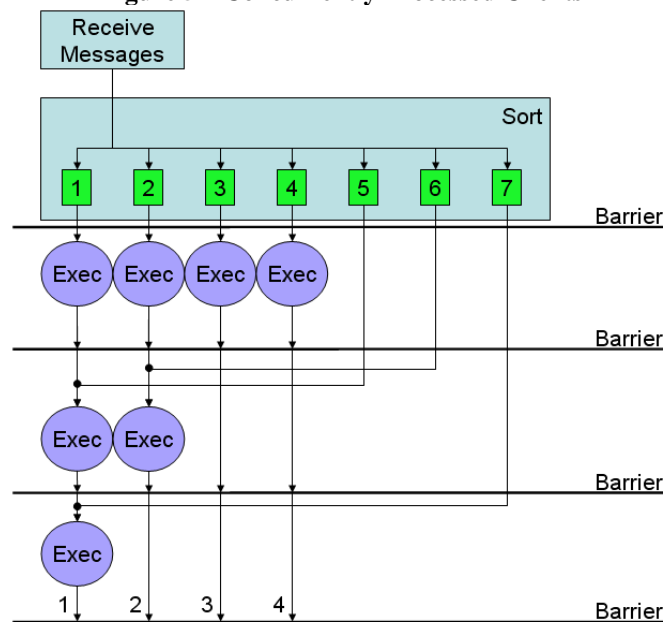 Receive
Messages
Sort
1 2 3 4 5 6 7
Barrier
Exec Exec Exec Exec
Barrier
Exec Exec
Barrier
Exec
1 2 3 4
Barrier